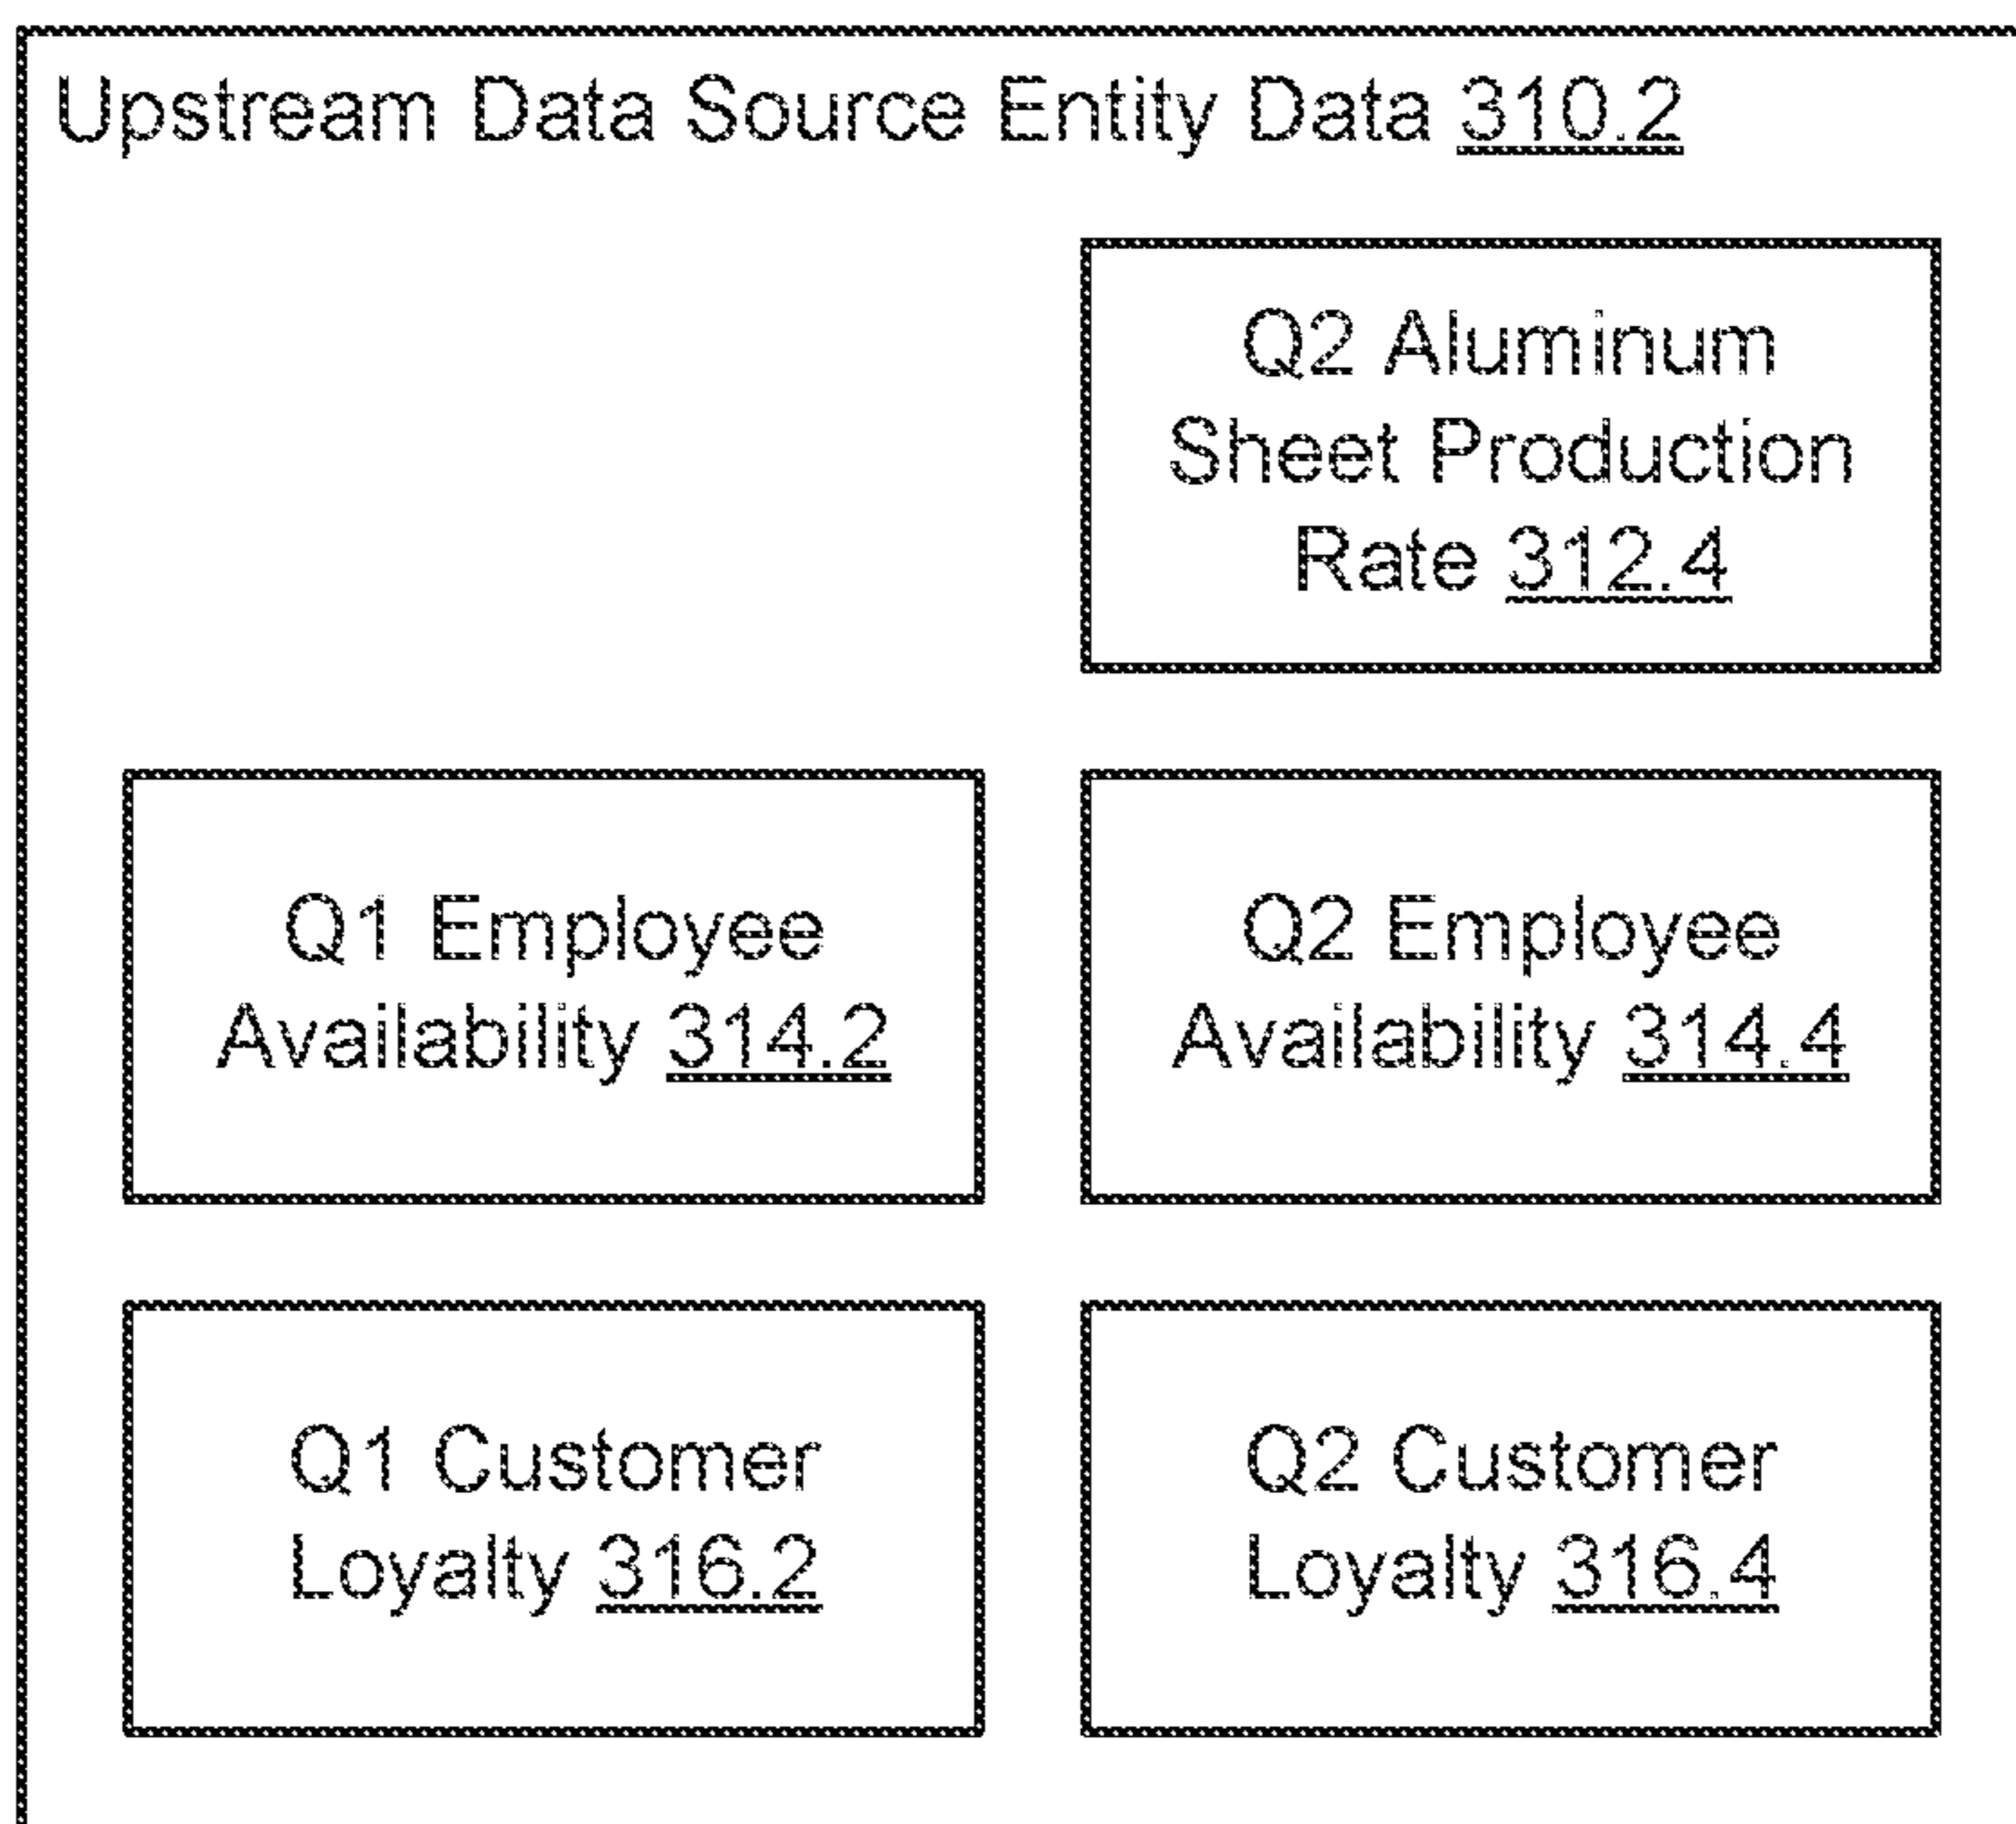 Upstream Data Source Entity Data 310.2
Q2 Aluminum
Sheet Production
Rate 312.4
Q1 Employee
Availability 314.2
Q2 Employee
Availability 314.4
Q1 Customer
Loyalty 316.2
Q2 Customer
Loyalty 316.4